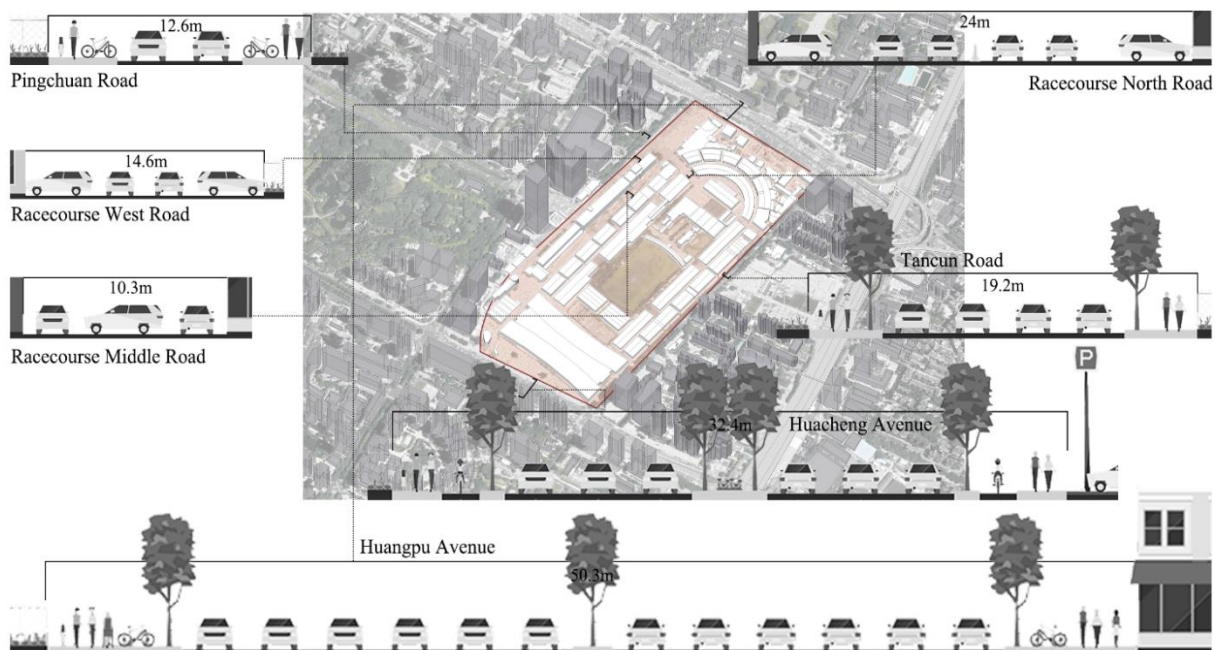 12.6m
Pingchuan Road
24m
Racecourse North Road
14.6m
Racecourse West Road
10.3m
Racecourse Middle Road
Tancun Road
19.2m
P
32.4m
Huacheng Avenue
Huangpu Avenue
50.3m